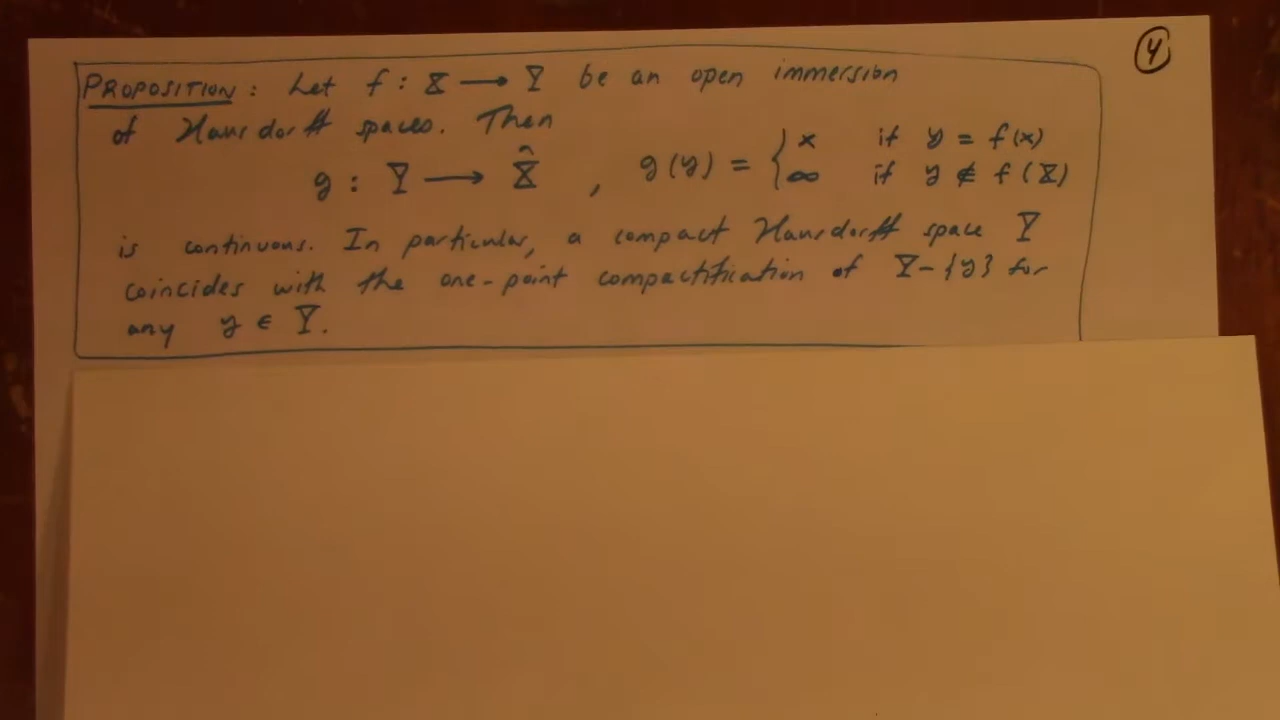 ④
PROPOSITION: Let f : X → Y be an open immersion
of Hausdorff spaces. Then
g : Y → X̂ , g(y) = { x if y = f(x)
∞ if y ∉ f(X)
is continuous. In particular, a compact Hausdorff space Y
coincides with the one-point compactification of Y-{y} for
any y ∈ Y.